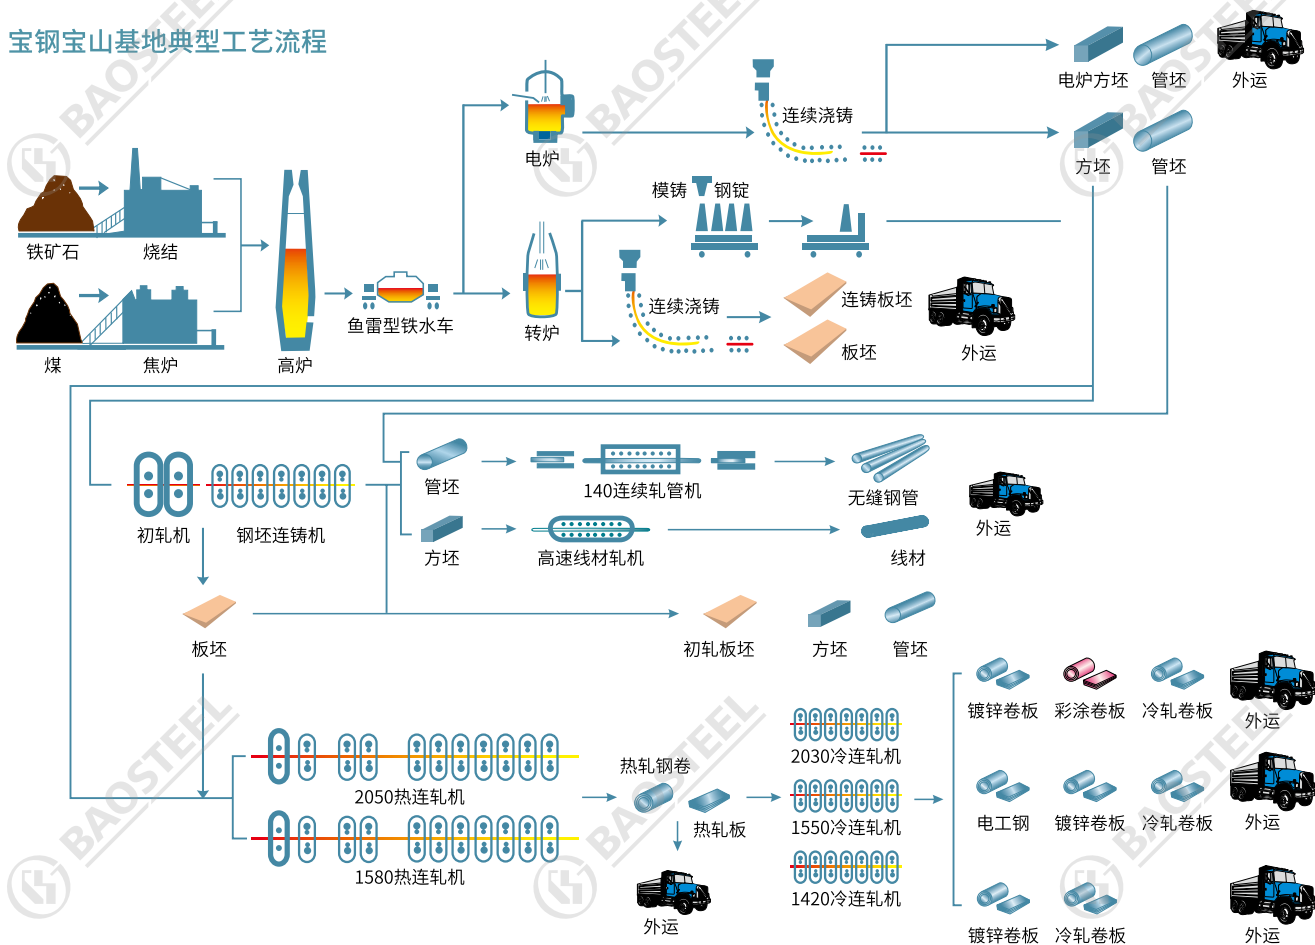 宝钢宝山基地典型工艺流程
BAOSTEEL
BAOSTEEL
BAOSTEEL
电炉方坯
管坯
外运
连续浇铸
电炉
方坯
管坯
模铸
钢锭
铁矿石
烧结
连续浇铸
连铸板坯
鱼雷型铁水车
转炉
板坯
外运
煤
焦炉
高炉
管坯
140连续轧管机
无缝钢管
外运
初轧机
钢坯连铸机
方坯
高速线材轧机
线材
板坯
初轧板坯
方坯
管坯
BAOSTEEL
BAOSTEEL
BAOSTEEL
镀锌卷板
彩涂卷板
冷轧卷板
外运
2030冷连轧机
热轧钢卷
2050热连轧机
1550冷连轧机
热轧板
电工钢
镀锌卷板
冷轧卷板
外运
1580热连轧机
1420冷连轧机
外运
镀锌卷板
冷轧卷板
外运